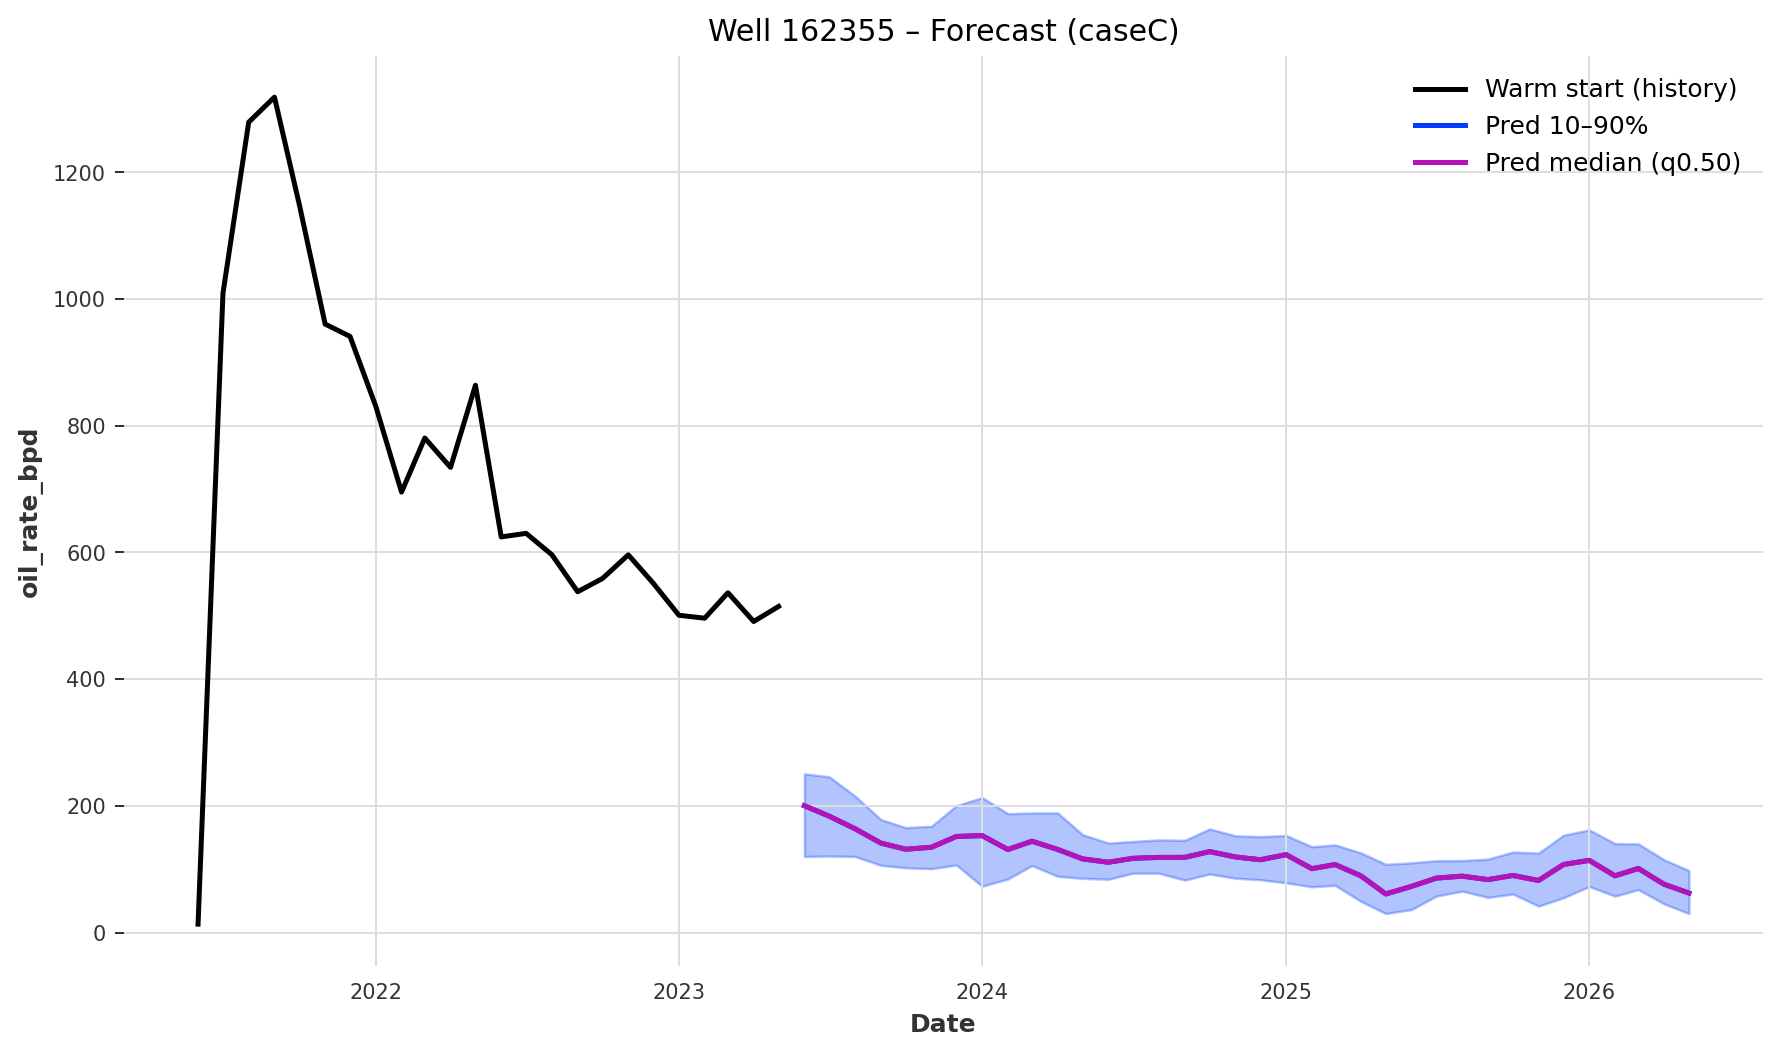 Well 162355 – Forecast (caseC)
Warm start (history)
Pred 10–90%
Pred median (q0.50)
oil_rate_bpd
1200
1000
800
600
400
200
0
2022
2023
2024
2025
2026
Date